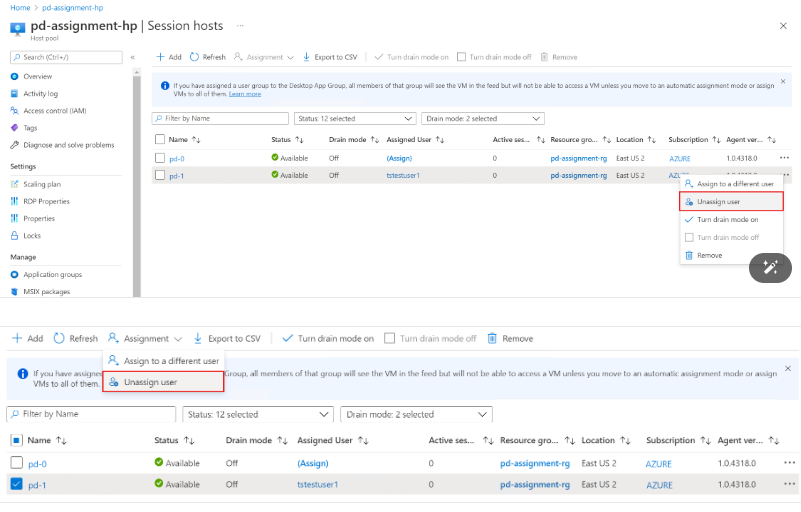 Home > pd-assignment-hp
pd-assignment-hp | Session hosts ...
Host pool
Search (Ctrl+/)
Add Refresh Assignment Export to CSV Turn drain mode on Turn drain mode off Remove
Overview
Activity log
Access control (IAM)
Tags
Diagnose and solve problems
Settings
Scaling plan
RDP Properties
Properties
Locks
Manage
Application groups
MSIX packages
If you have assigned a user group to the Desktop App Group, all members of that group will see the VM in the feed but will not be able to access a VM unless you move to an automatic assignment mode or assign
VMs to all of them. Learn more
Filter by Name Status: 12 selected Drain mode: 2 selected
Name Status Drain mode Assigned User Active ses... Resource gro... Location Subscription Agent ver...
pd-0 Available Off (Assign) 0 pd-assignment-rg East US 2 AZURE 1.0.4318.0 ...
pd-1 Available Off tstestuser1 0 pd-assignment-rg East US 2 AZURE 1.0.4318.0 ...
Assign to a different user
Unassign user
Turn drain mode on
Turn drain mode off
Remove
Add Refresh Assignment Export to CSV Turn drain mode on Turn drain mode off Remove
Assign to a different user
Unassign user
If you have assigned Group, all members of that group will see the VM in the feed but will not be able to access a VM unless you move to an automatic assignment mode or assign
VMs to all of them.
Filter by Name Status: 12 selected Drain mode: 2 selected
Name Status Drain mode Assigned User Active ses... Resource gro... Location Subscription Agent ver...
pd-0 Available Off (Assign) 0 pd-assignment-rg East US 2 AZURE 1.0.4318.0 ...
pd-1 Available Off tstestuser1 0 pd-assignment-rg East US 2 AZURE 1.0.4318.0 ...